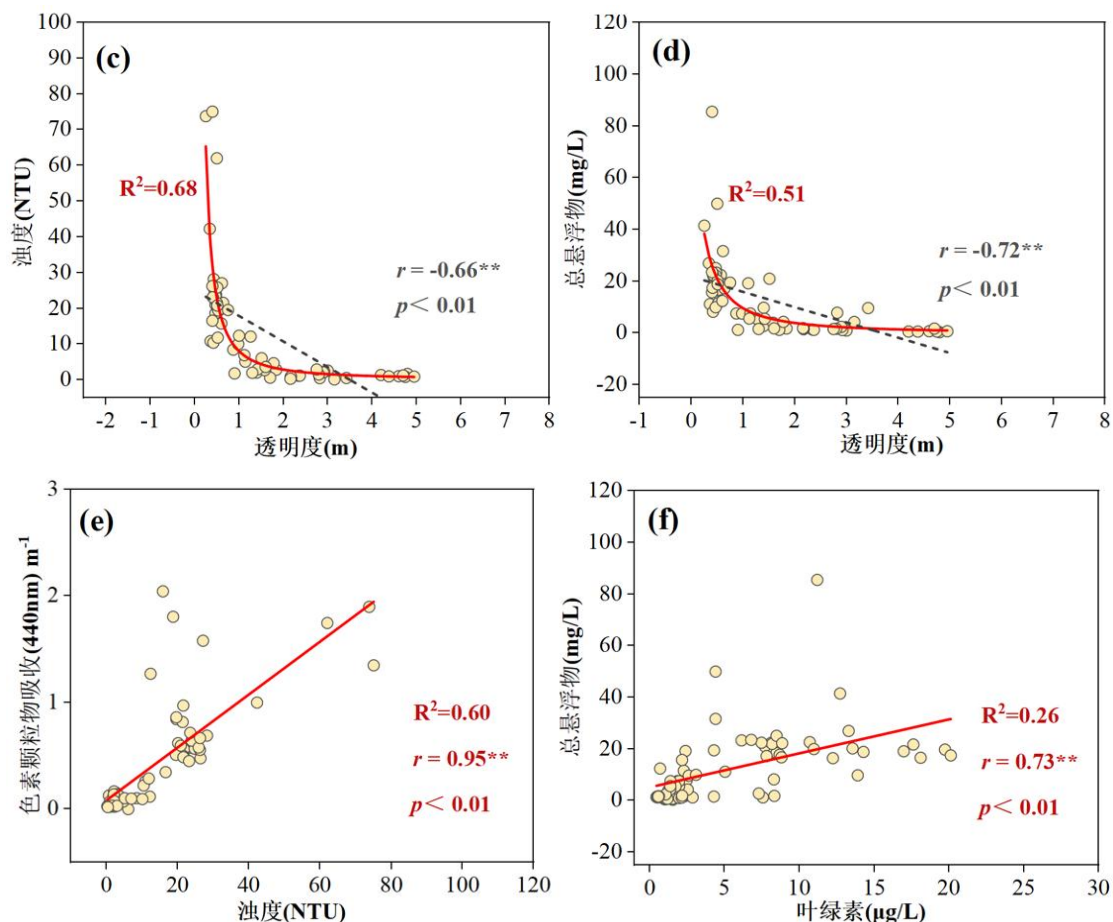 (c)
浊度(NTU)
100
90
80
70
60
50
40
30
20
10
0
R²=0.68
r = -0.66**
p< 0.01
-2 -1 0 1 2 3 4 5 6 7 8
透明度(m)
(d)
总悬浮物(mg/L)
120
100
80
60
40
20
0
-20
R²=0.51
r = -0.72**
p< 0.01
-1 0 1 2 3 4 5 6 7 8
透明度(m)
(e)
色素颗粒物吸收(440nm) m⁻¹
3
2
1
0
R²=0.60
r = 0.95**
p< 0.01
0 20 40 60 80 100 120
浊度(NTU)
(f)
总悬浮物(mg/L)
120
100
80
60
40
20
0
-20
R²=0.26
r = 0.73**
p< 0.01
0 5 10 15 20 25 30
叶绿素(μg/L)